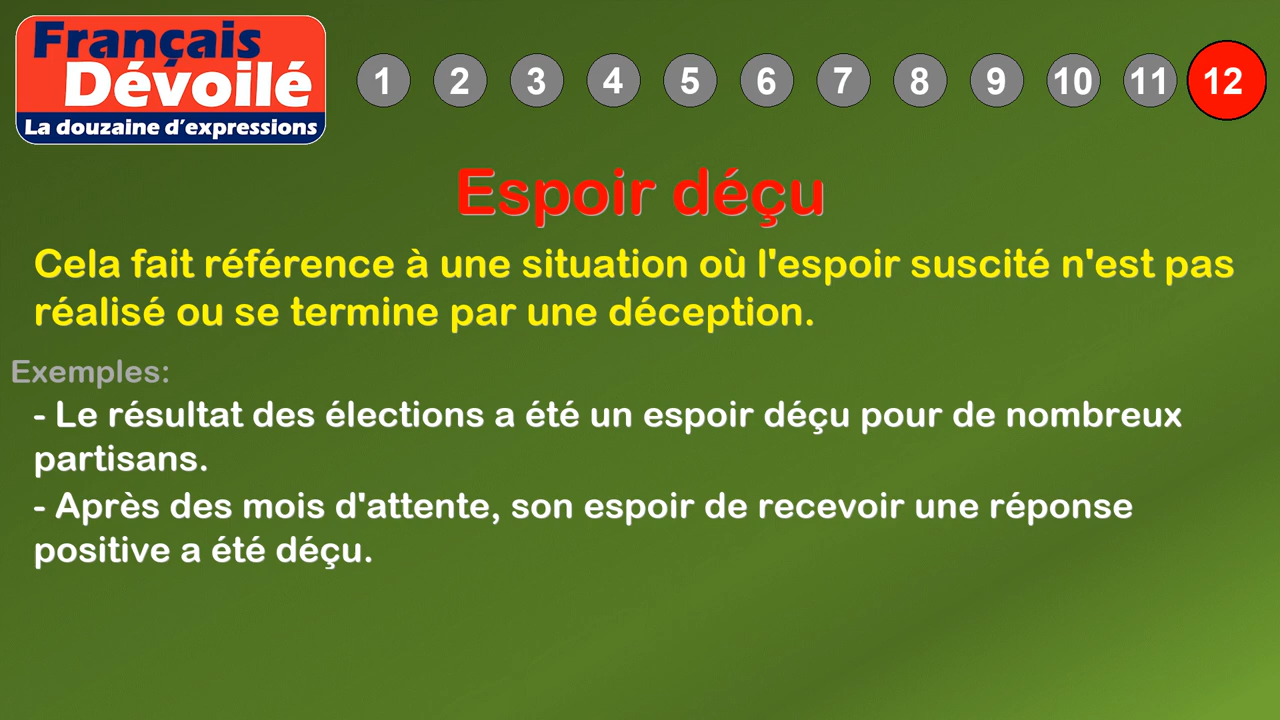 Français
Dévoilé
La douzaine d'expressions
1 2 3 4 5 6 7 8 9 10 11 12
Espoir déçu
Cela fait référence à une situation où l'espoir suscité n'est pas
réalisé ou se termine par une déception.
Exemples:
- Le résultat des élections a été un espoir déçu pour de nombreux
partisans.
- Après des mois d'attente, son espoir de recevoir une réponse
positive a été déçu.